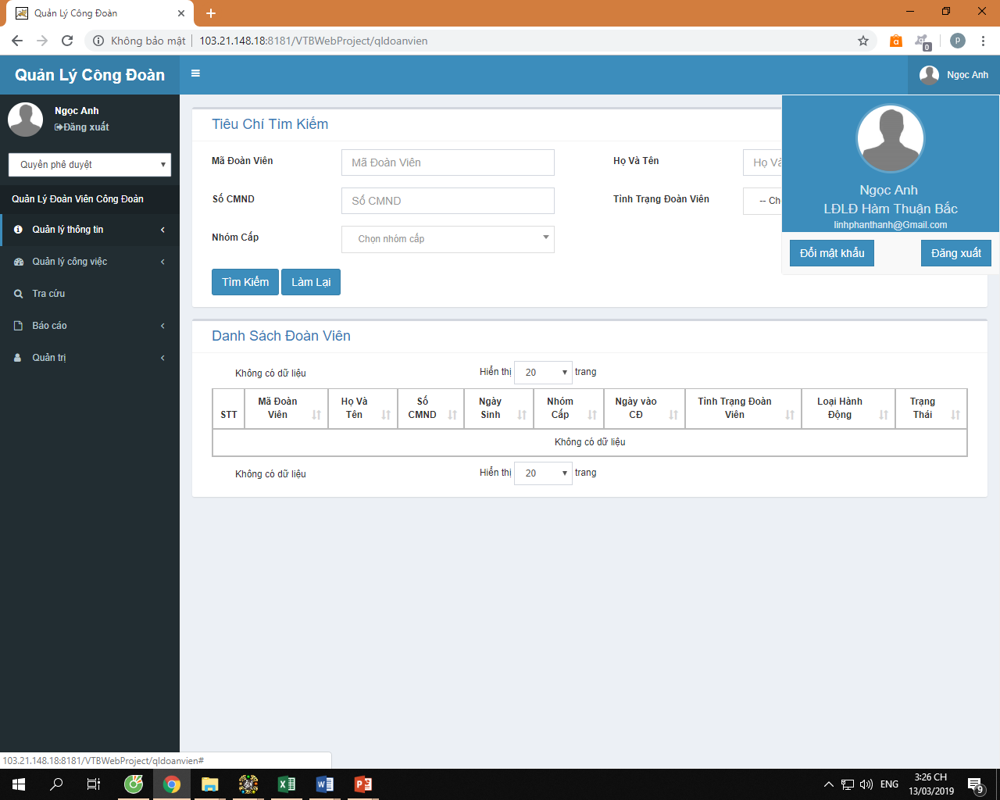 Quản Lý Công Đoàn
Không bảo mật
103.21.148.18:8181/VTBWebProject/qldoanvien
0
p
Quản Lý Công Đoàn
Ngọc Anh
Ngọc Anh
Đăng xuất
Quyền phê duyệt
Quản Lý Đoàn Viên Công Đoàn
Quản lý thông tin
Quản lý công việc
Tra cứu
Báo cáo
Quản trị
Ngọc Anh
LĐLĐ Hàm Thuận Bắc
linhphanthanh@Gmail.com
Đổi mật khẩu
Đăng xuất
Tiêu Chí Tìm Kiếm
Mã Đoàn Viên
Mã Đoàn Viên
Họ Và Tên
Họ Và
Số CMND
Số CMND
Tình Trạng Đoàn Viên
-- Ch
Nhóm Cấp
Chọn nhóm cấp
Tìm Kiếm
Làm Lại
Danh Sách Đoàn Viên
Không có dữ liệu
Hiển thị 20 trang
STT
Mã Đoàn Viên
Họ Và Tên
Số CMND
Ngày Sinh
Nhóm Cấp
Ngày vào CĐ
Tình Trạng Đoàn Viên
Loại Hành Động
Trạng Thái
Không có dữ liệu
Không có dữ liệu
Hiển thị 20 trang
103.21.148.18:8181/VTBWebProject/qldoanvien#
ENG
3:26 CH
13/03/2019
9